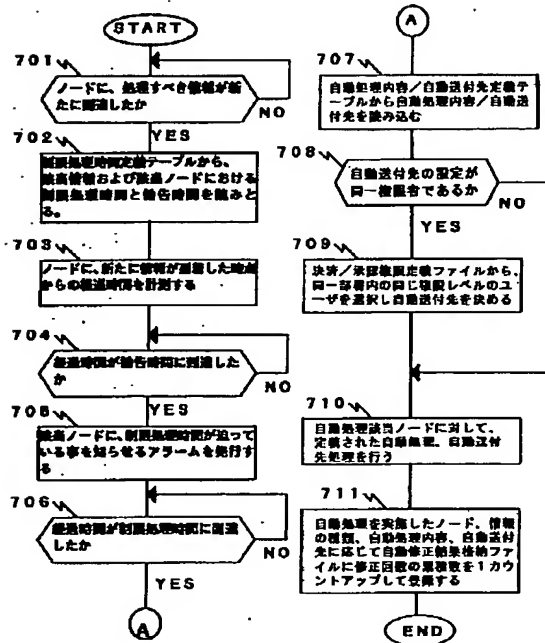 START
701
ノードに、処理すべき情報が新
たに到達したか
NO
YES
702
制限処理時間定義テーブルから、
該当情報および該当ノードにおける
制限処理時間と警告時間を読みと
る。
703
ノードに、新たに情報が到着した時点
からの経過時間を計測する
704
経過時間が警告時間に到達した
か
NO
YES
705
該当ノードに、制限処理時間が迫って
いる事を知らせるアラームを発行す
る
706
経過時間が制限処理時間に到達
したか
NO
YES
A
A
707
自動処理内容/自動送付先定義テ
ーブルから自動処理内容/自動送
付先を読み込む
708
自動送付先の設定が
同一権限者であるか
NO
YES
709
決済/承認権限定義ファイルから、
同一部署内の同じ権限レベルのユ
ーザを選択し自動送付先を決める
710
自動処理該当ノードに対して、
定義された自動処理、自動送付
先処理を行う
711
自動処理を実施したノード、情報
の種類、自動処理内容、自動送付
先に応じて自動修正結果格納ファ
イルに修正回数の累積数を1カウ
ントアップして登録する
END